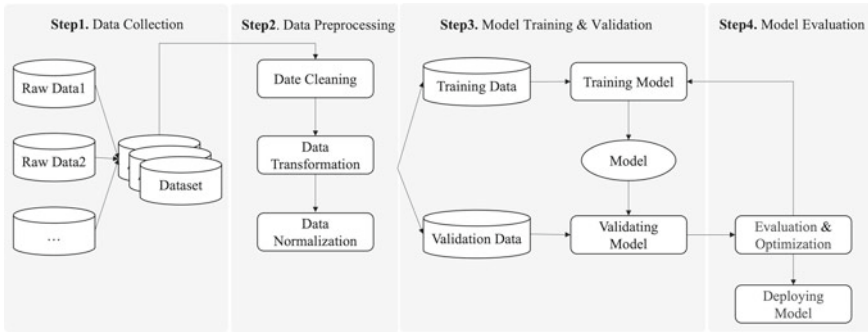 Step1. Data Collection
Raw Data1
Raw Data2
...
Dataset
Step2. Data Preprocessing
Date Cleaning
Data
Transformation
Data
Normalization
Step3. Model Training & Validation
Training Data
Training Model
Model
Validation Data
Validating
Model
Step4. Model Evaluation
Evaluation &
Optimization
Deploying
Model